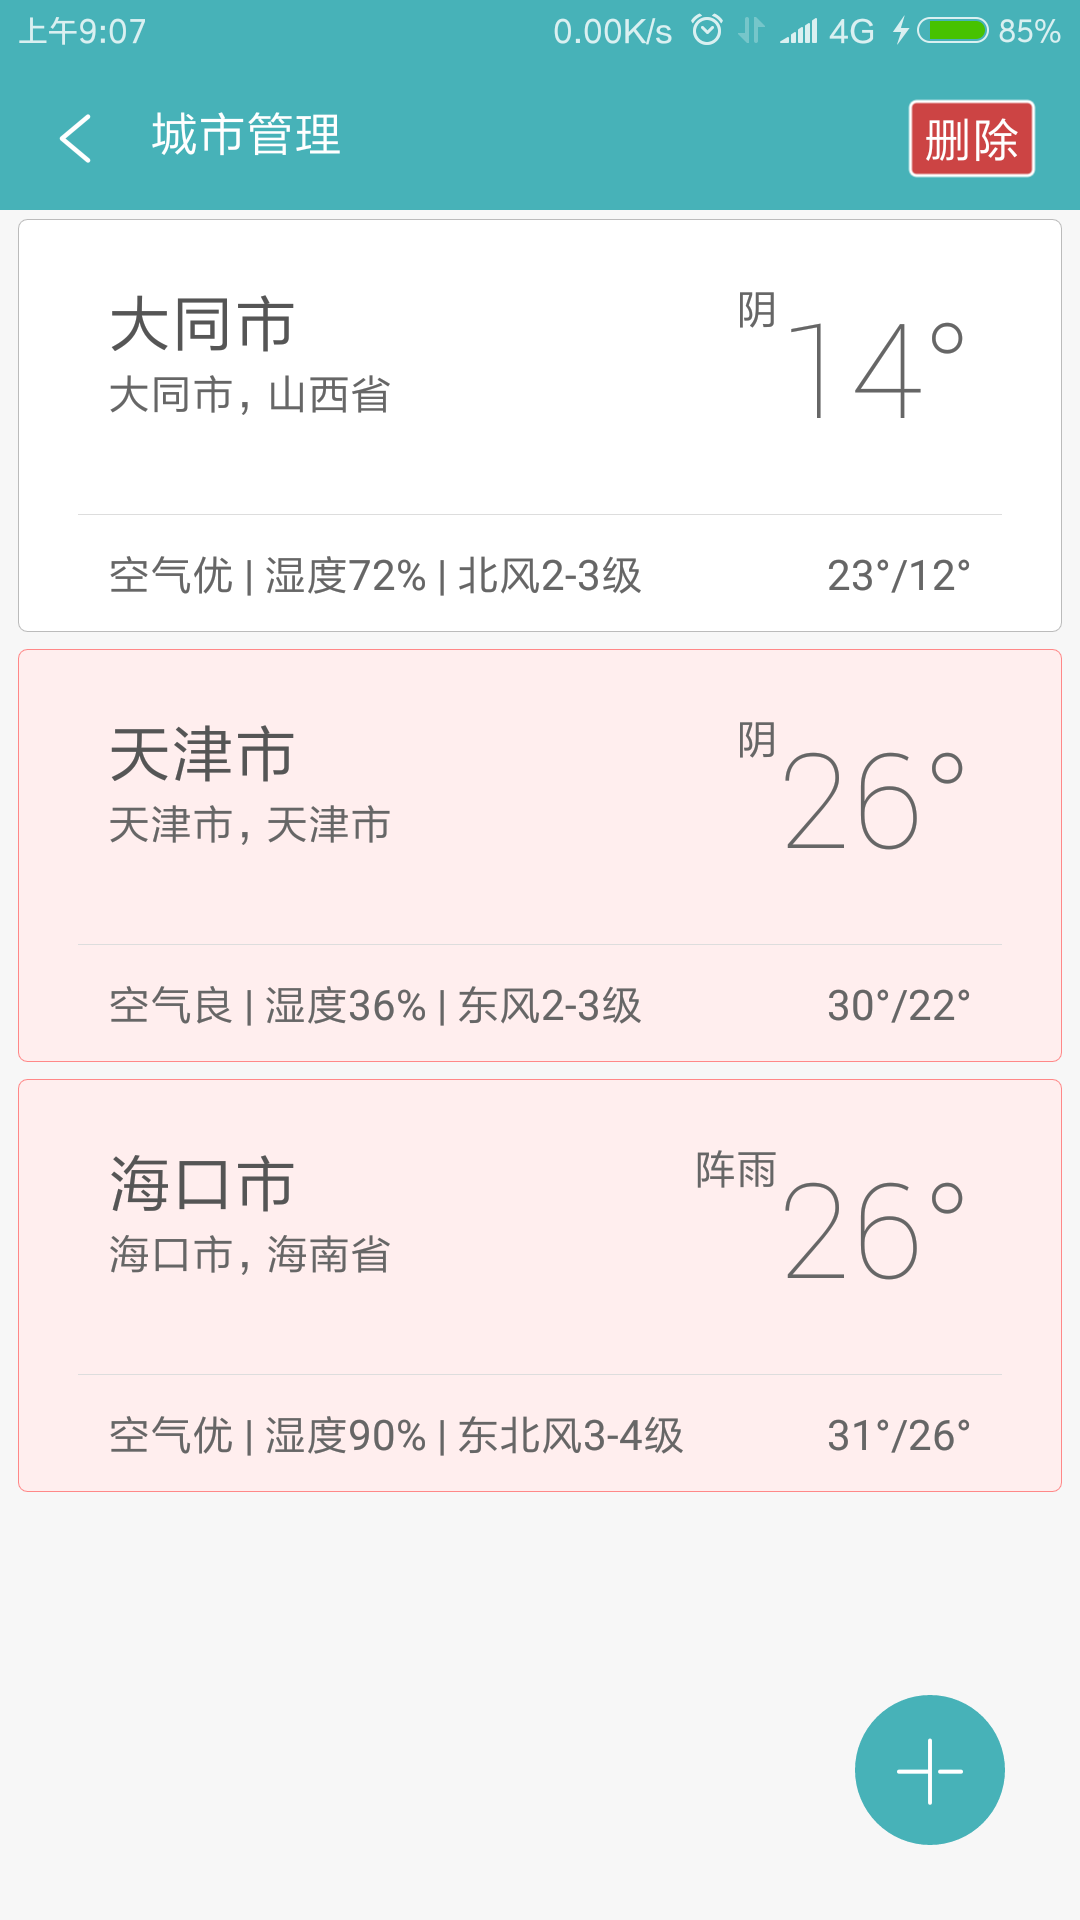 上午9:07 0.00K/s 4G 85%
城市管理 删除
大同市 阴 14°
大同市, 山西省
空气优 | 湿度72% | 北风2-3级 23°/12°
天津市 阴 26°
天津市, 天津市
空气良 | 湿度36% | 东风2-3级 30°/22°
海口市 阵雨 26°
海口市, 海南省
空气优 | 湿度90% | 东北风3-4级 31°/26°